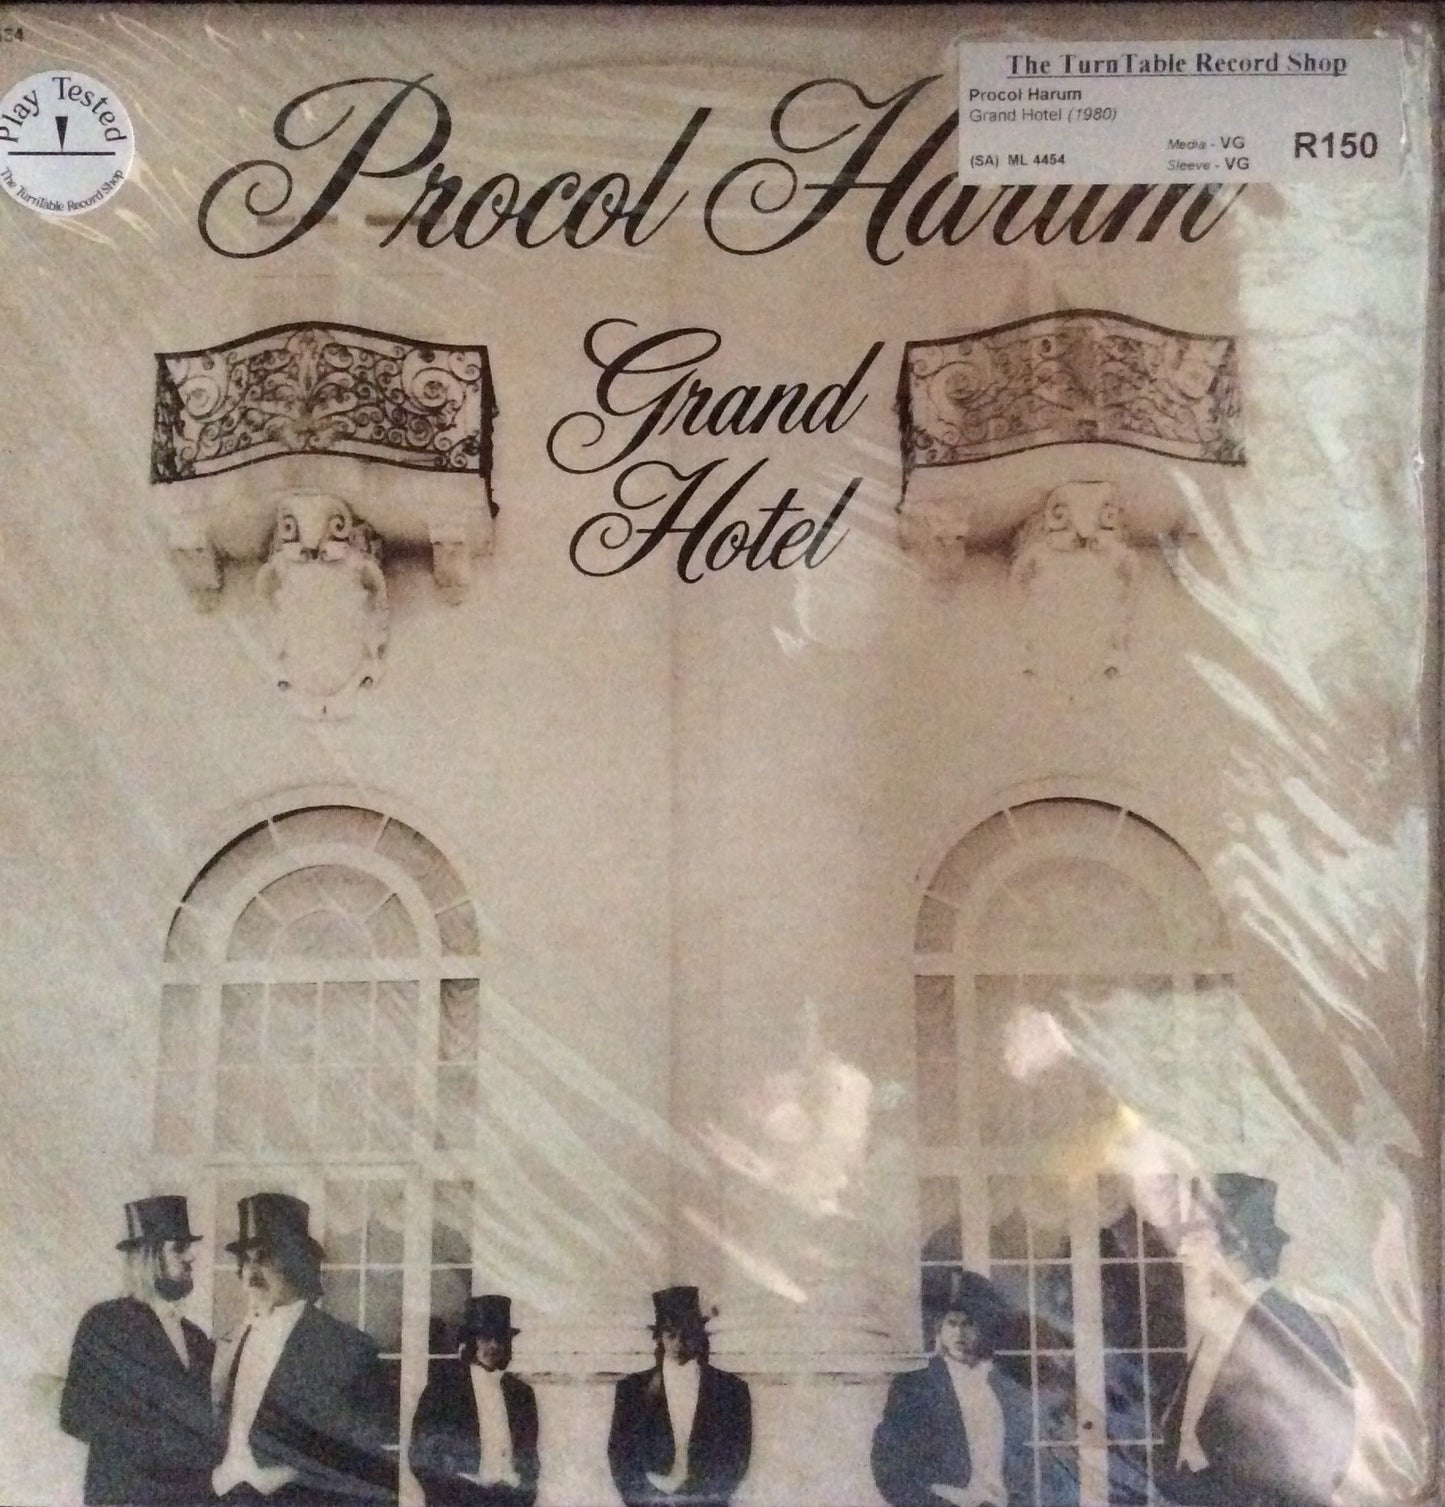 Play Tested
The TurnTable Record Shop
Procol Harum
The TurnTable Record Shop
Procol Harum
Grand Hotel (1980)
Media - VG
(SA) ML 4454
Sleeve - VG
R150
Grand
Hotel